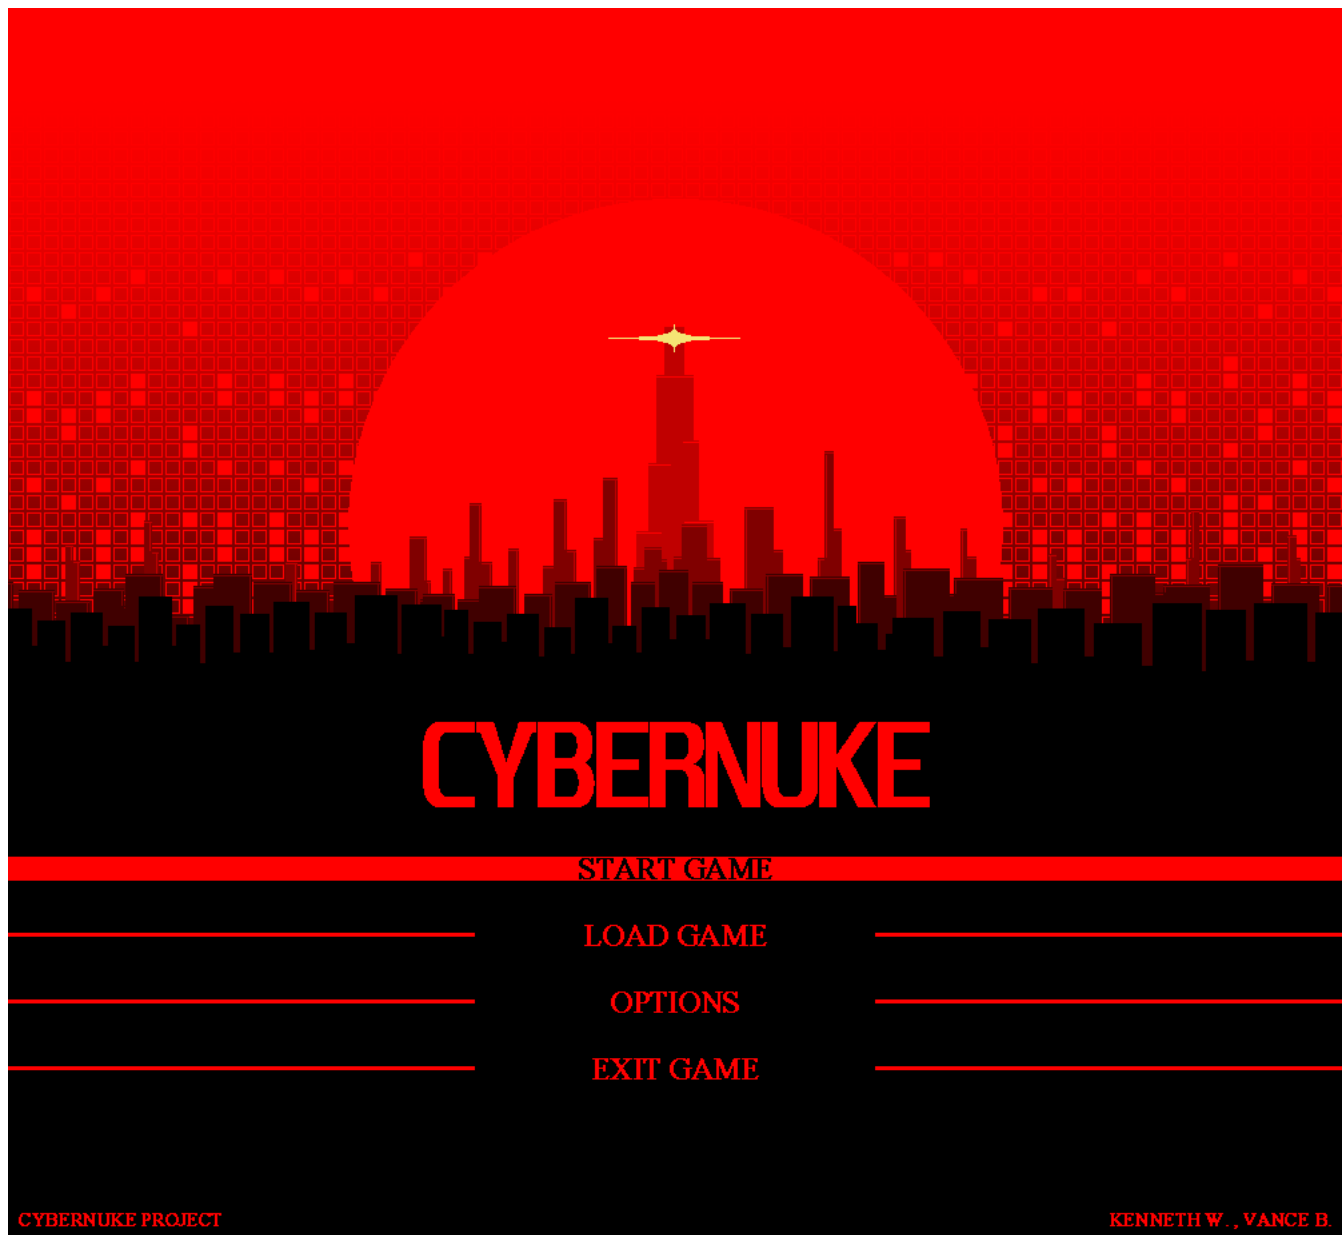 CYBERNUKE
START GAME
LOAD GAME
OPTIONS
EXIT GAME
CYBERNUKE PROJECT
KENNETH W. , VANCE B.